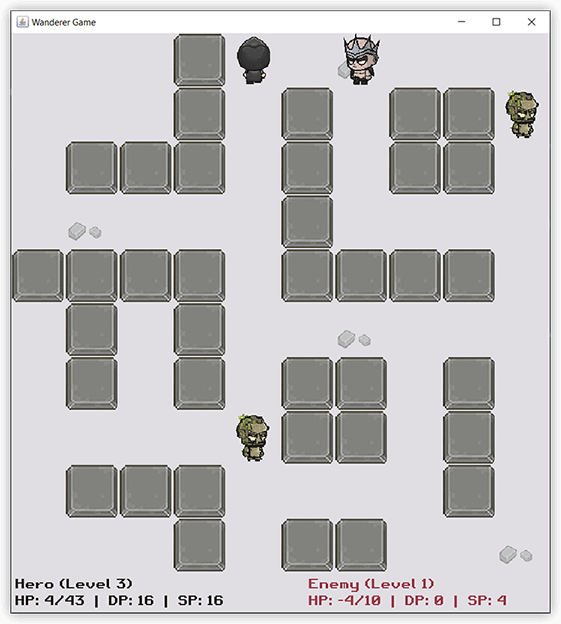 Wanderer Game
Hero (Level 3)
HP: 4/43 | DP: 16 | SP: 16
Enemy (Level 1)
HP: -4/10 | DP: 0 | SP: 4